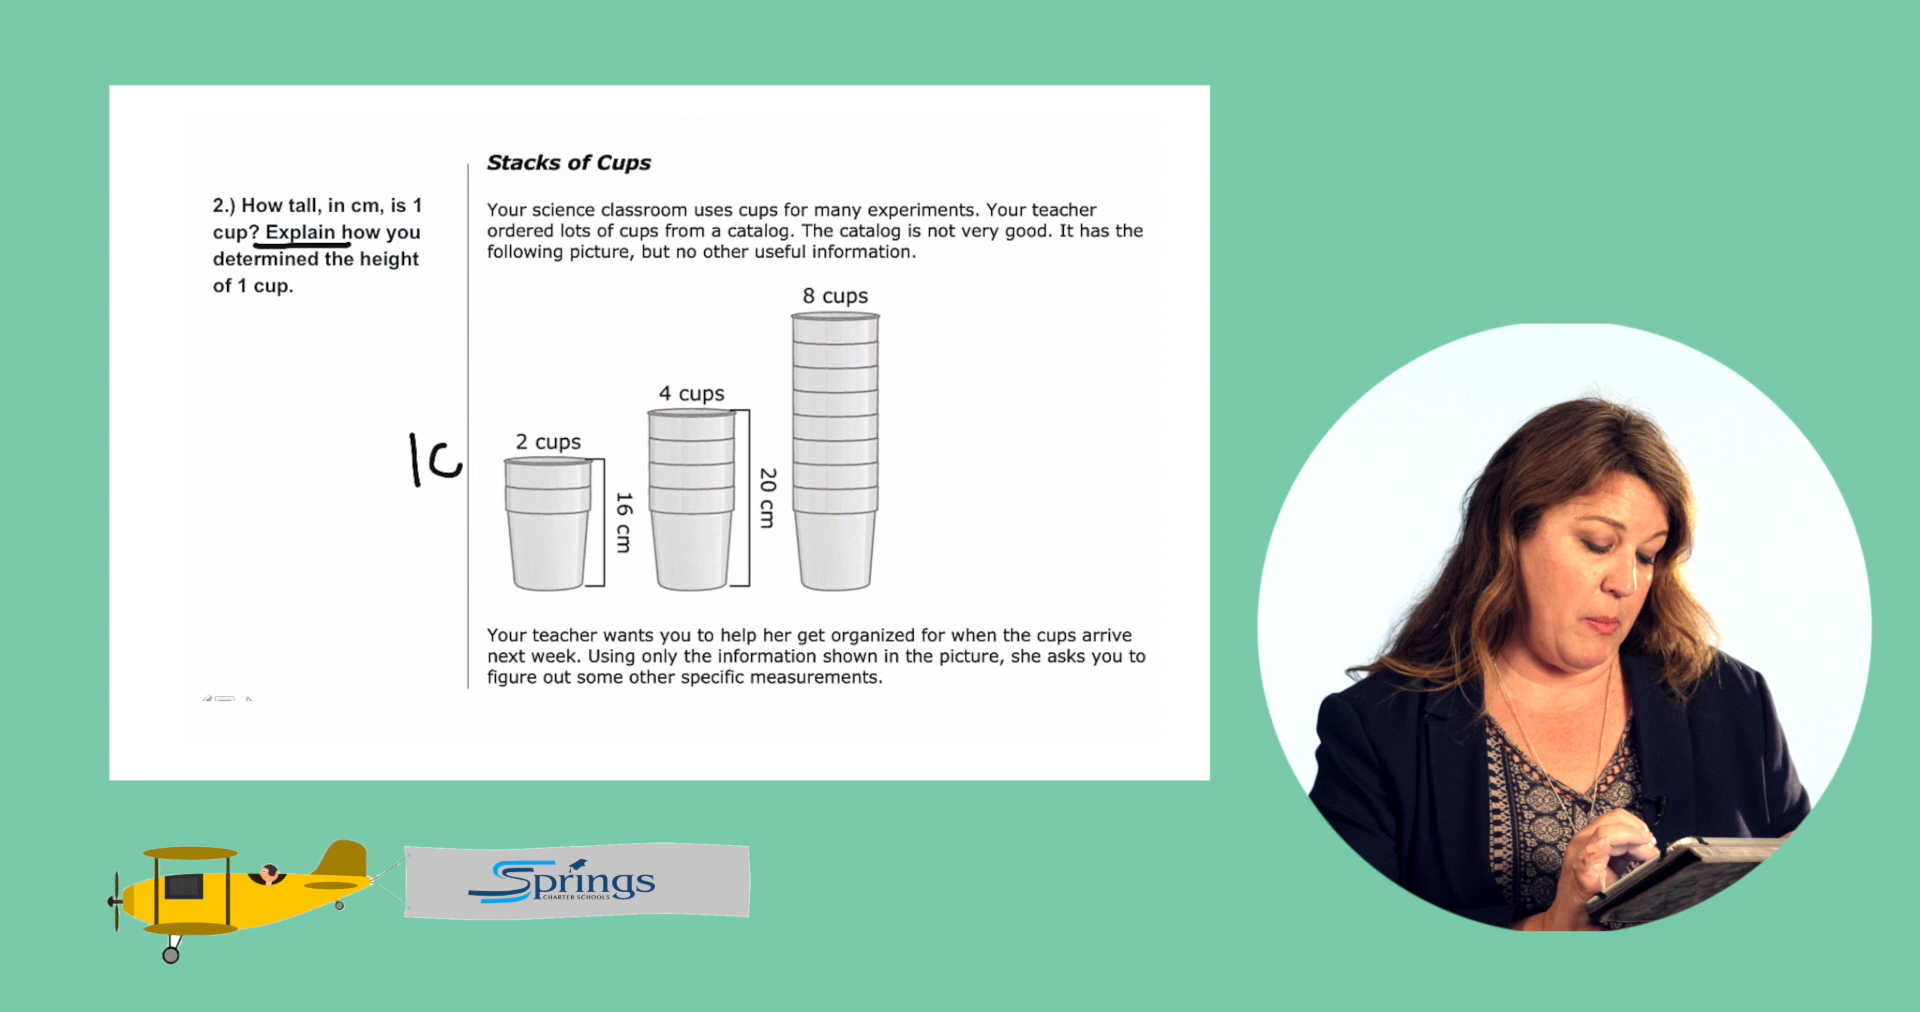 Stacks of Cups
2.) How tall, in cm, is 1
cup? Explain how you
determined the height
of 1 cup.
Your science classroom uses cups for many experiments. Your teacher
ordered lots of cups from a catalog. The catalog is not very good. It has the
following picture, but no other useful information.
8 cups
4 cups
2 cups
1C
16 cm
20 cm
Your teacher wants you to help her get organized for when the cups arrive
next week. Using only the information shown in the picture, she asks you to
figure out some other specific measurements.
Springs
CHARTER SCHOOLS